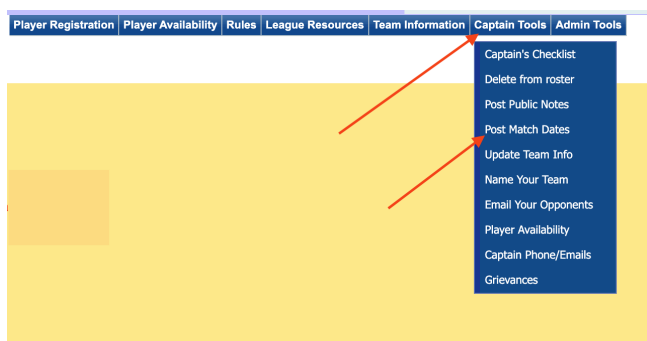 Player Registration Player Availability Rules League Resources Team Information Captain Tools Admin Tools
Captain's Checklist
Delete from roster
Post Public Notes
Post Match Dates
Update Team Info
Name Your Team
Email Your Opponents
Player Availability
Captain Phone/Emails
Grievances